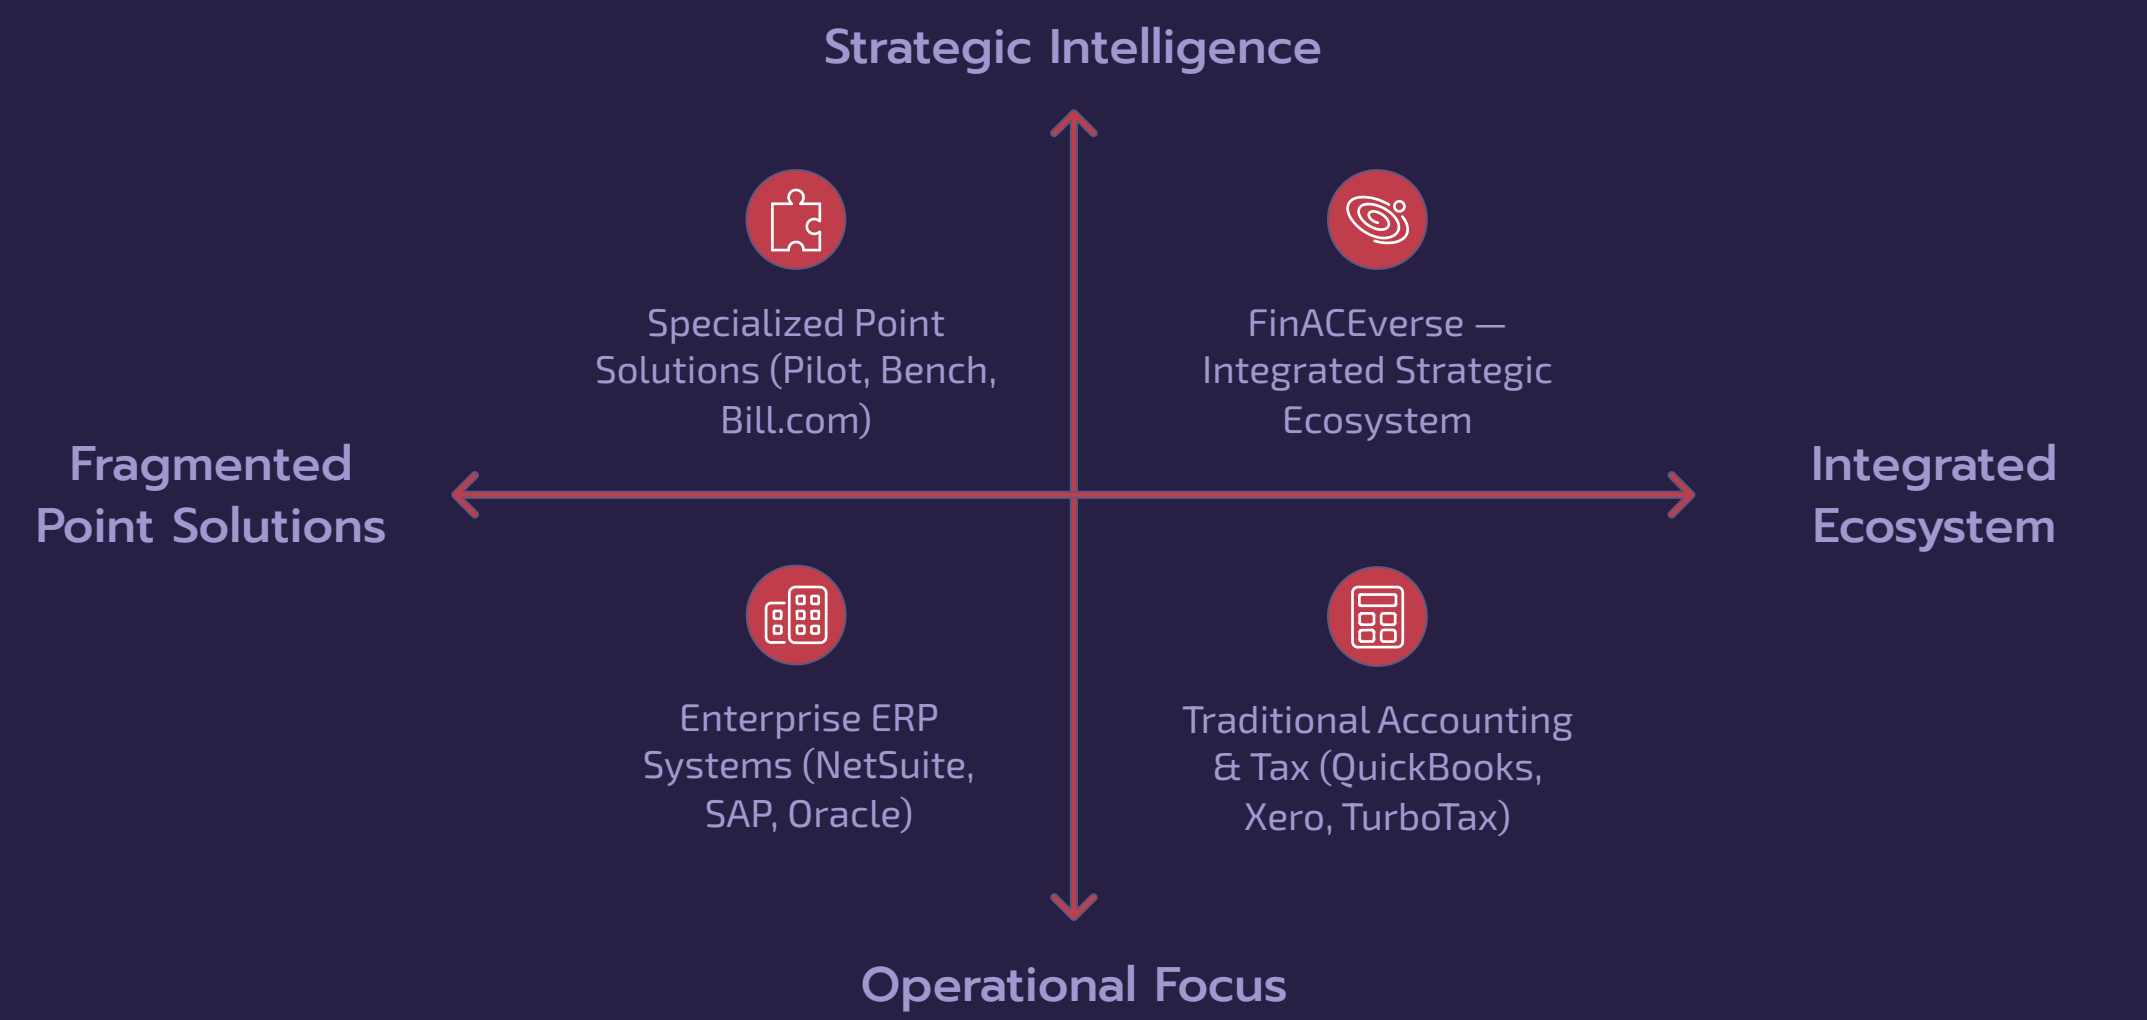 Strategic Intelligence
Specialized Point
Solutions (Pilot, Bench,
Bill.com)
FinACEverse —
Integrated Strategic
Ecosystem
Fragmented
Point Solutions
Integrated
Ecosystem
Enterprise ERP
Systems (NetSuite,
SAP, Oracle)
Traditional Accounting
& Tax (QuickBooks,
Xero, TurboTax)
Operational Focus